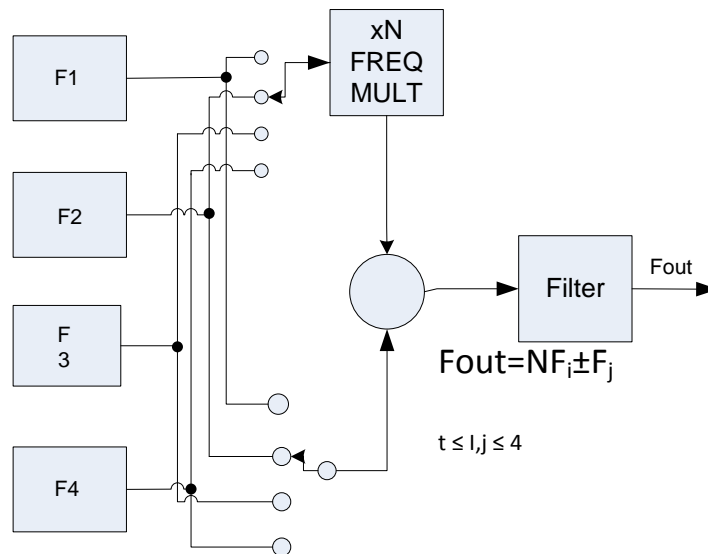 F1
xN
FREQ
MULT
F2
Filter
Fout
F
3
Fout=NFᵢ±Fⱼ
t ≤ I,j ≤ 4
F4